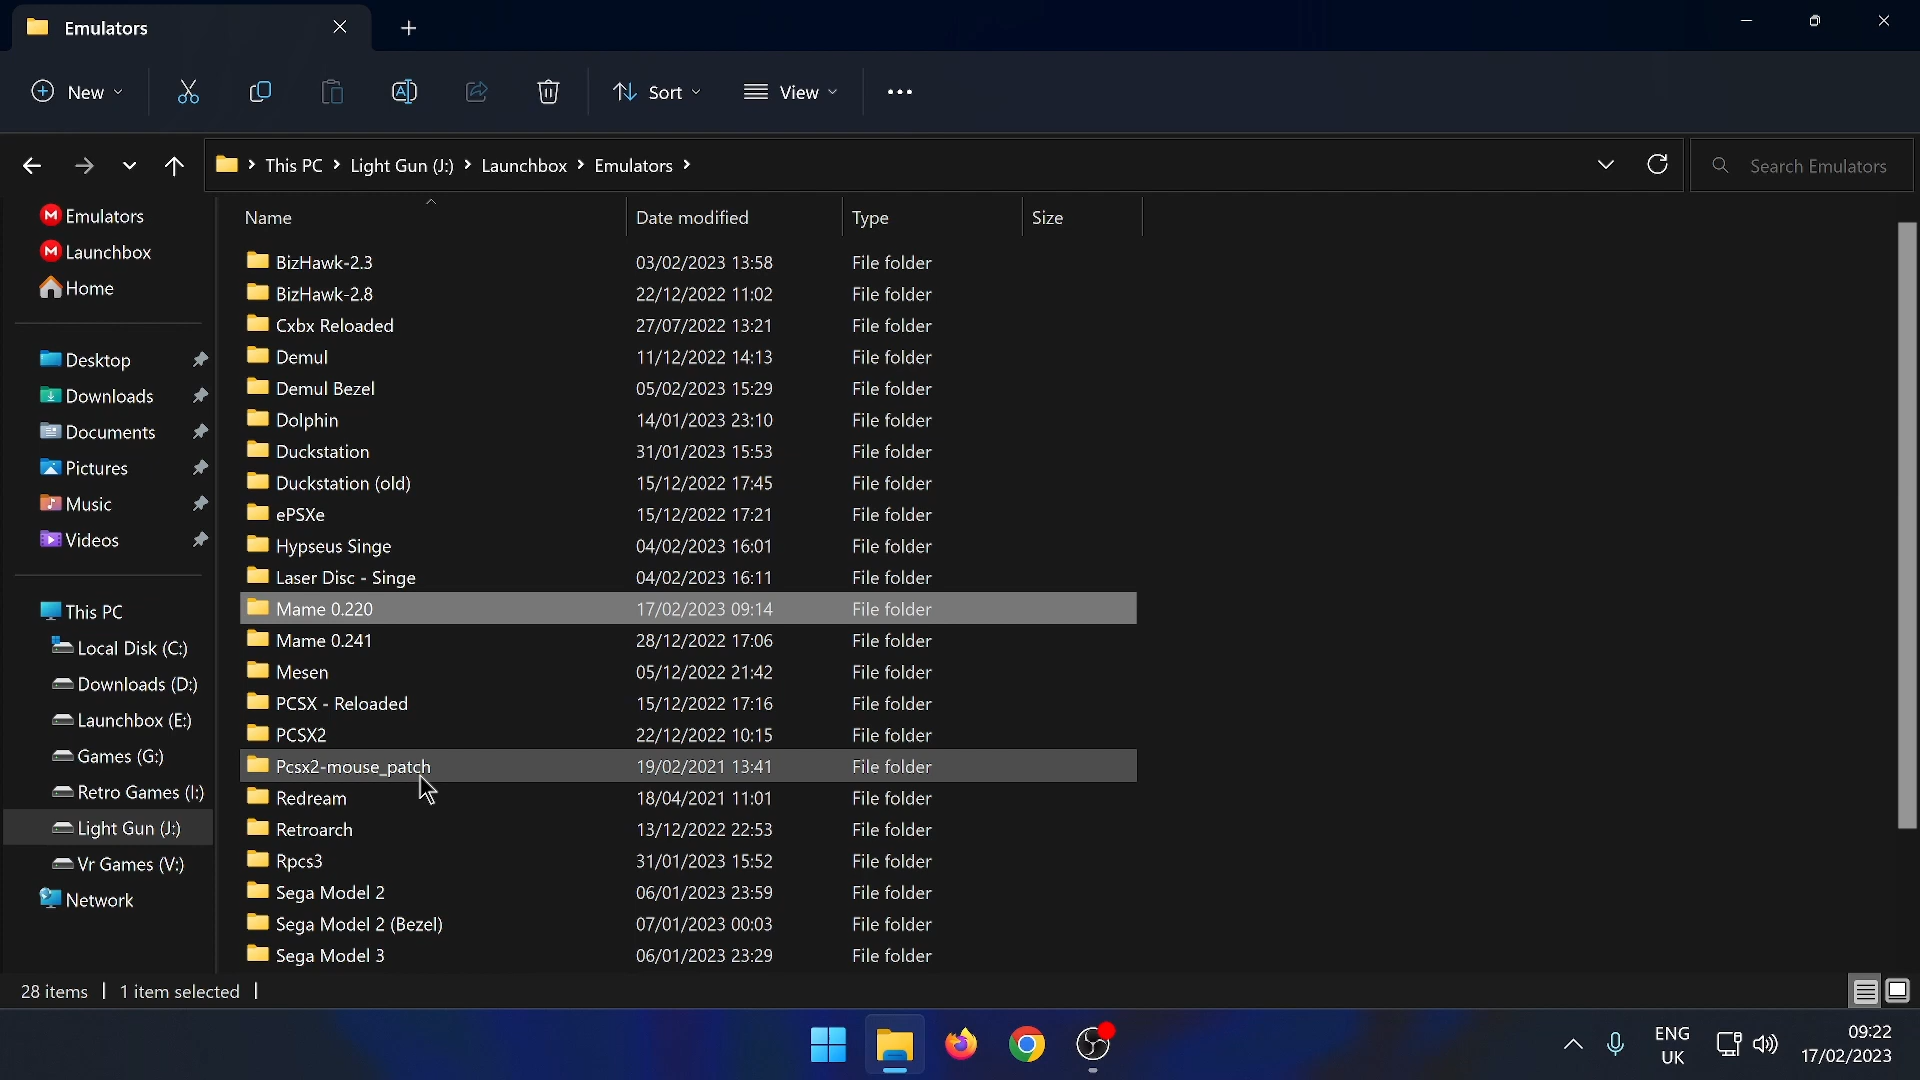 Emulators
New
Sort
View
This PC > Light Gun (J:) > Launchbox > Emulators >
Search Emulators
Emulators
Launchbox
Home
Desktop
Downloads
Documents
Pictures
Music
Videos
This PC
Local Disk (C:)
Downloads (D:)
Launchbox (E:)
Games (G:)
Retro Games (I:)
Light Gun (J:)
Vr Games (V:)
Network
Name Date modified Type Size
BizHawk-2.3 03/02/2023 13:58 File folder
BizHawk-2.8 22/12/2022 11:02 File folder
Cxbx Reloaded 27/07/2022 13:21 File folder
Demul 11/12/2022 14:13 File folder
Demul Bezel 05/02/2023 15:29 File folder
Dolphin 14/01/2023 23:10 File folder
Duckstation 31/01/2023 15:53 File folder
Duckstation (old) 15/12/2022 17:45 File folder
ePSXe 15/12/2022 17:21 File folder
Hypseus Singe 04/02/2023 16:01 File folder
Laser Disc - Singe 04/02/2023 16:11 File folder
Mame 0.220 17/02/2023 09:14 File folder
Mame 0.241 28/12/2022 17:06 File folder
Mesen 05/12/2022 21:42 File folder
PCSX - Reloaded 15/12/2022 17:16 File folder
PCSX2 22/12/2022 10:15 File folder
Pcsx2-mouse_patch 19/02/2021 13:41 File folder
Redream 18/04/2021 11:01 File folder
Retroarch 13/12/2022 22:53 File folder
Rpcs3 31/01/2023 15:52 File folder
Sega Model 2 06/01/2023 23:59 File folder
Sega Model 2 (Bezel) 07/01/2023 00:03 File folder
Sega Model 3 06/01/2023 23:29 File folder
28 items 1 item selected
ENG
UK
09:22
17/02/2023